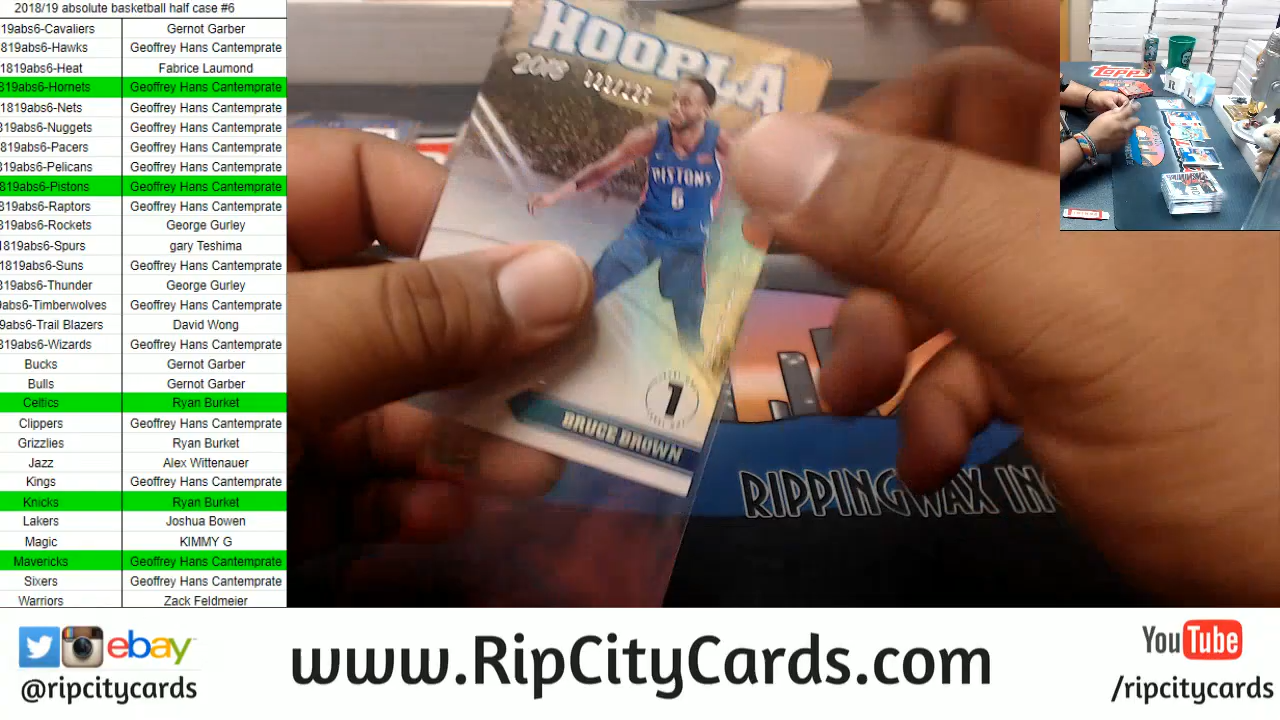 2018/19 absolute basketball half case #6
19abs6-Cavaliers Gernot Garber
819abs6-Hawks Geoffrey Hans Cantemprate
1819abs6-Heat Fabrice Laumond
819abs6-Hornets Geoffrey Hans Cantemprate
1819abs6-Nets Geoffrey Hans Cantemprate
319abs6-Nuggets Geoffrey Hans Cantemprate
819abs6-Pacers Geoffrey Hans Cantemprate
819abs6-Pelicans Geoffrey Hans Cantemprate
819abs6-Pistons Geoffrey Hans Cantemprate
819abs6-Raptors Geoffrey Hans Cantemprate
819abs6-Rockets George Gurley
819abs6-Spurs gary Teshima
1819abs6-Suns Geoffrey Hans Cantemprate
819abs6-Thunder George Gurley
9abs6-Timberwolves Geoffrey Hans Cantemprate
9abs6-Trail Blazers David Wong
819abs6-Wizards Geoffrey Hans Cantemprate
Bucks Gernot Garber
Bulls Gernot Garber
Celtics Ryan Burket
Clippers Geoffrey Hans Cantemprate
Grizzlies Ryan Burket
Jazz Alex Wittenauer
Kings Geoffrey Hans Cantemprate
Knicks Ryan Burket
Lakers Joshua Bowen
Magic KIMMY G
Mavericks Geoffrey Hans Cantemprate
Sixers Geoffrey Hans Cantemprate
Warriors Zack Feldmeier
HOOPLA
2018
PISTONS
6
1
BRUCE BROWN
RIPPINGWAX IN
topps
ebay
@ripcitycards
www.RipCityCards.com
YouTube
/ripcitycards